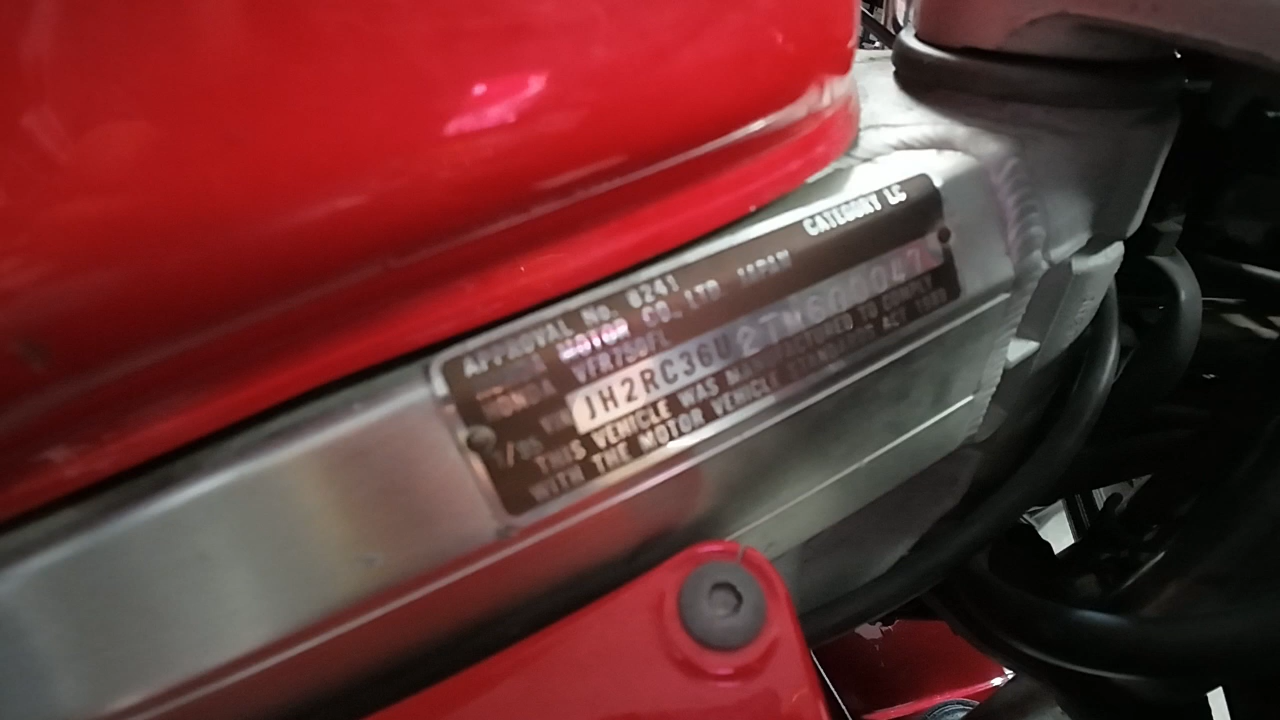 APPROVAL No. 8241 CATEGORY LC
HONDA MOTOR CO., LTD JAPAN
HONDA VFR750FL
VIN JH2RC36U2TM600047
7/95 THIS VEHICLE WAS MANUFACTURED TO COMPLY
WITH THE MOTOR VEHICLE STANDARDS ACT 1989